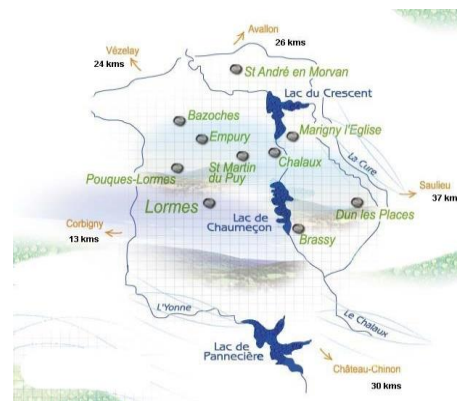 Avallon
26 kms
Vézelay
24 kms
St André en Morvan
Lac du Crescent
Bazoches
Empury
Marigny l'Eglise
La Cure
St Martin
du Puy
Chalaux
Pouques-Lormes
Saulieu
37 km
Lormes
Dun les Places
Lac de
Chaumeçon
Corbigny
13 kms
Brassy
L'Yonne
Le Chalaux
Lac de
Pannecière
Château-Chinon
30 kms